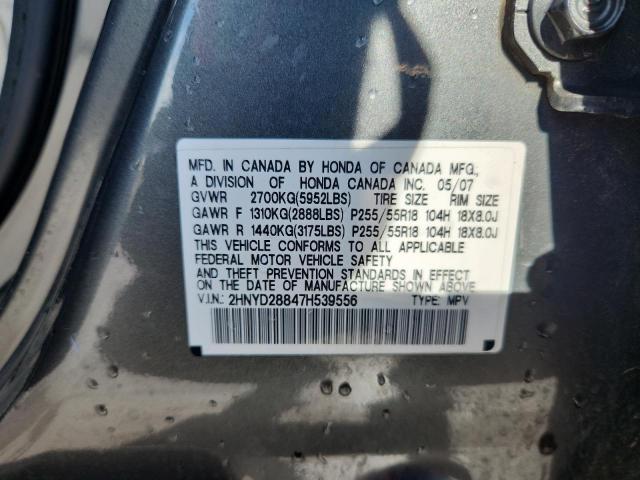 MFD. IN CANADA BY HONDA OF CANADA MFG.,
A DIVISION OF HONDA CANADA INC. 05/07
GVWR 2700KG(5952LBS) TIRE SIZE RIM SIZE
GAWR F 1310KG(2888LBS) P255/55R18 104H 18X8.0J
GAWR R 1440KG(3175LBS) P255/55R18 104H 18X8.0J
THIS VEHICLE CONFORMS TO ALL APPLICABLE
FEDERAL MOTOR VEHICLE SAFETY
AND THEFT PREVENTION STANDARDS IN EFFECT
ON THE DATE OF MANUFACTURE SHOWN ABOVE.
V.I.N.: 2HNYD28847H539556 TYPE: MPV